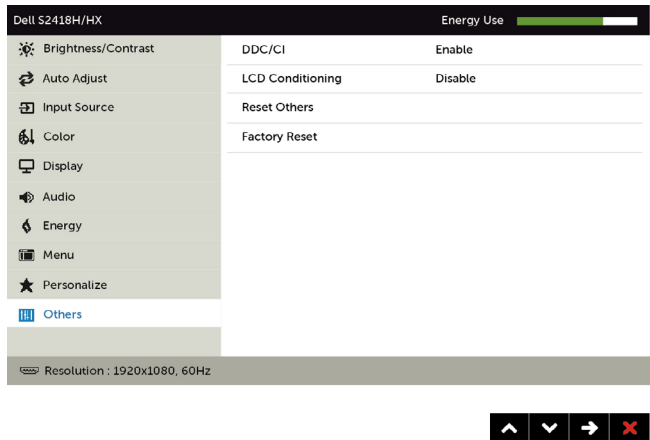 Dell S2418H/HX Energy Use
Brightness/Contrast
Auto Adjust
Input Source
Color
Display
Audio
Energy
Menu
Personalize
Others
DDC/CI Enable
LCD Conditioning Disable
Reset Others
Factory Reset
Resolution : 1920x1080, 60Hz